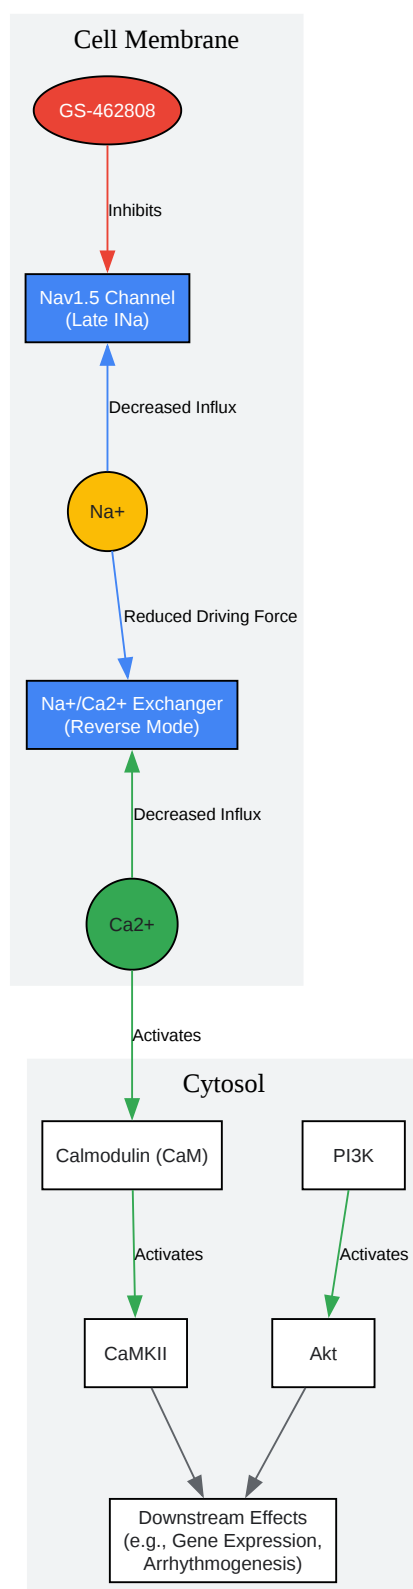 Cell Membrane
GS-462808
Inhibits
Nav1.5 Channel
(Late INa)
Decreased Influx
Na+
Reduced Driving Force
Na+/Ca2+ Exchanger
(Reverse Mode)
Decreased Influx
Ca2+
Activates
Cytosol
Calmodulin (CaM)
PI3K
Activates
Activates
CaMKII
Akt
Downstream Effects
(e.g., Gene Expression,
Arrhythmogenesis)